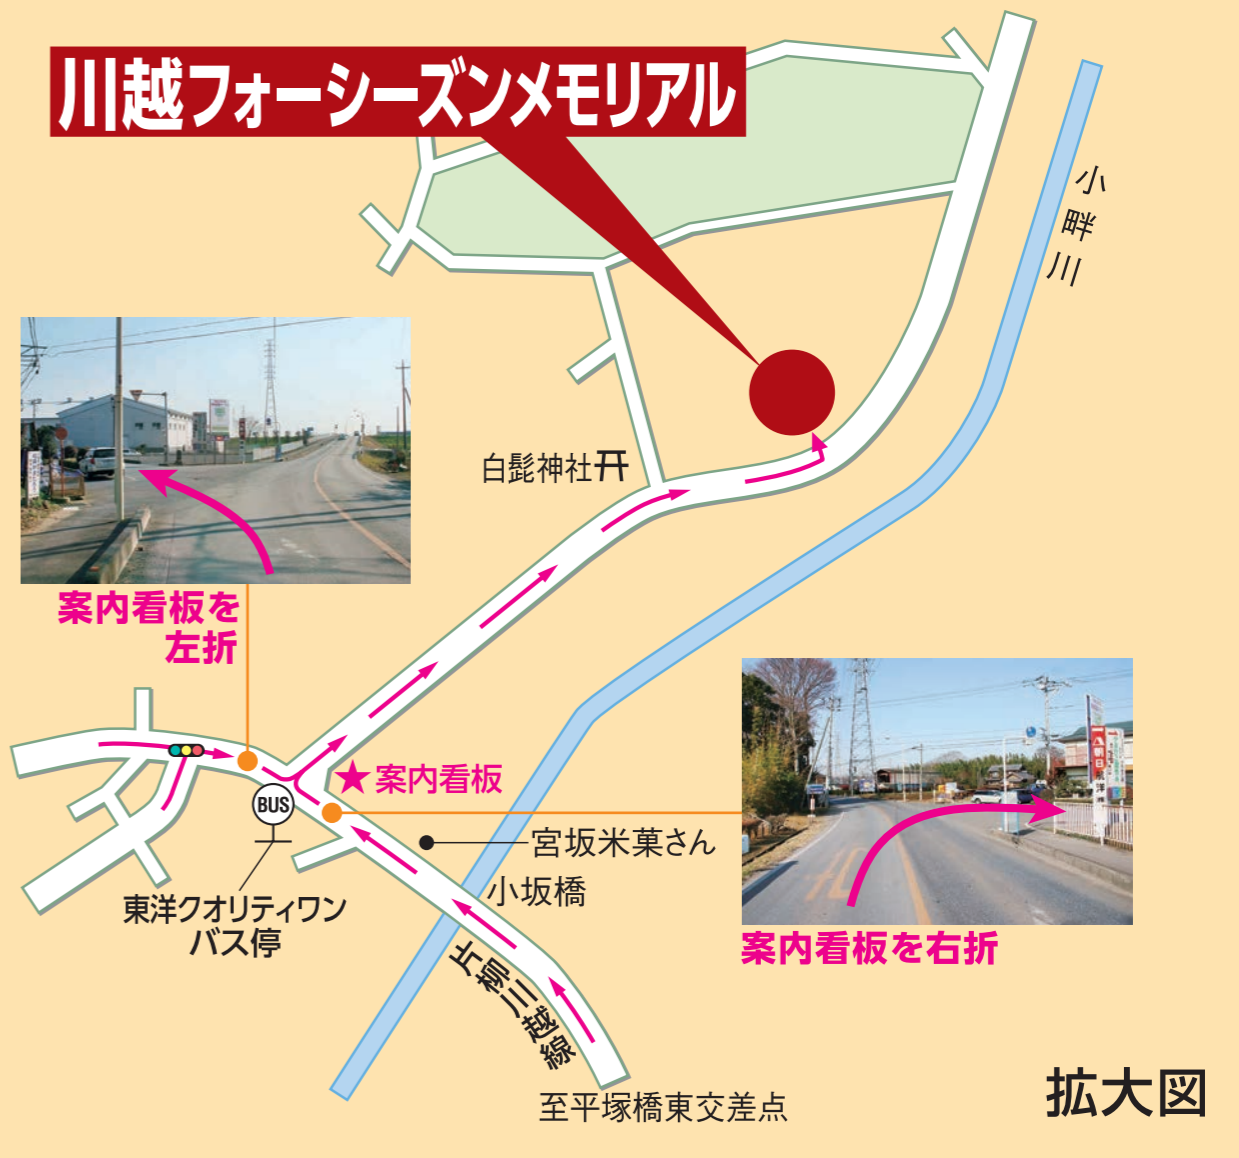 川越フォーシーズンメモリアル
小畔川
白髭神社
案内看板を
左折
案内看板
BUS
宮坂米菓さん
小坂橋
東洋クオリティワン
バス停
案内看板を右折
片柳川越線
至平塚橋東交差点
拡大図